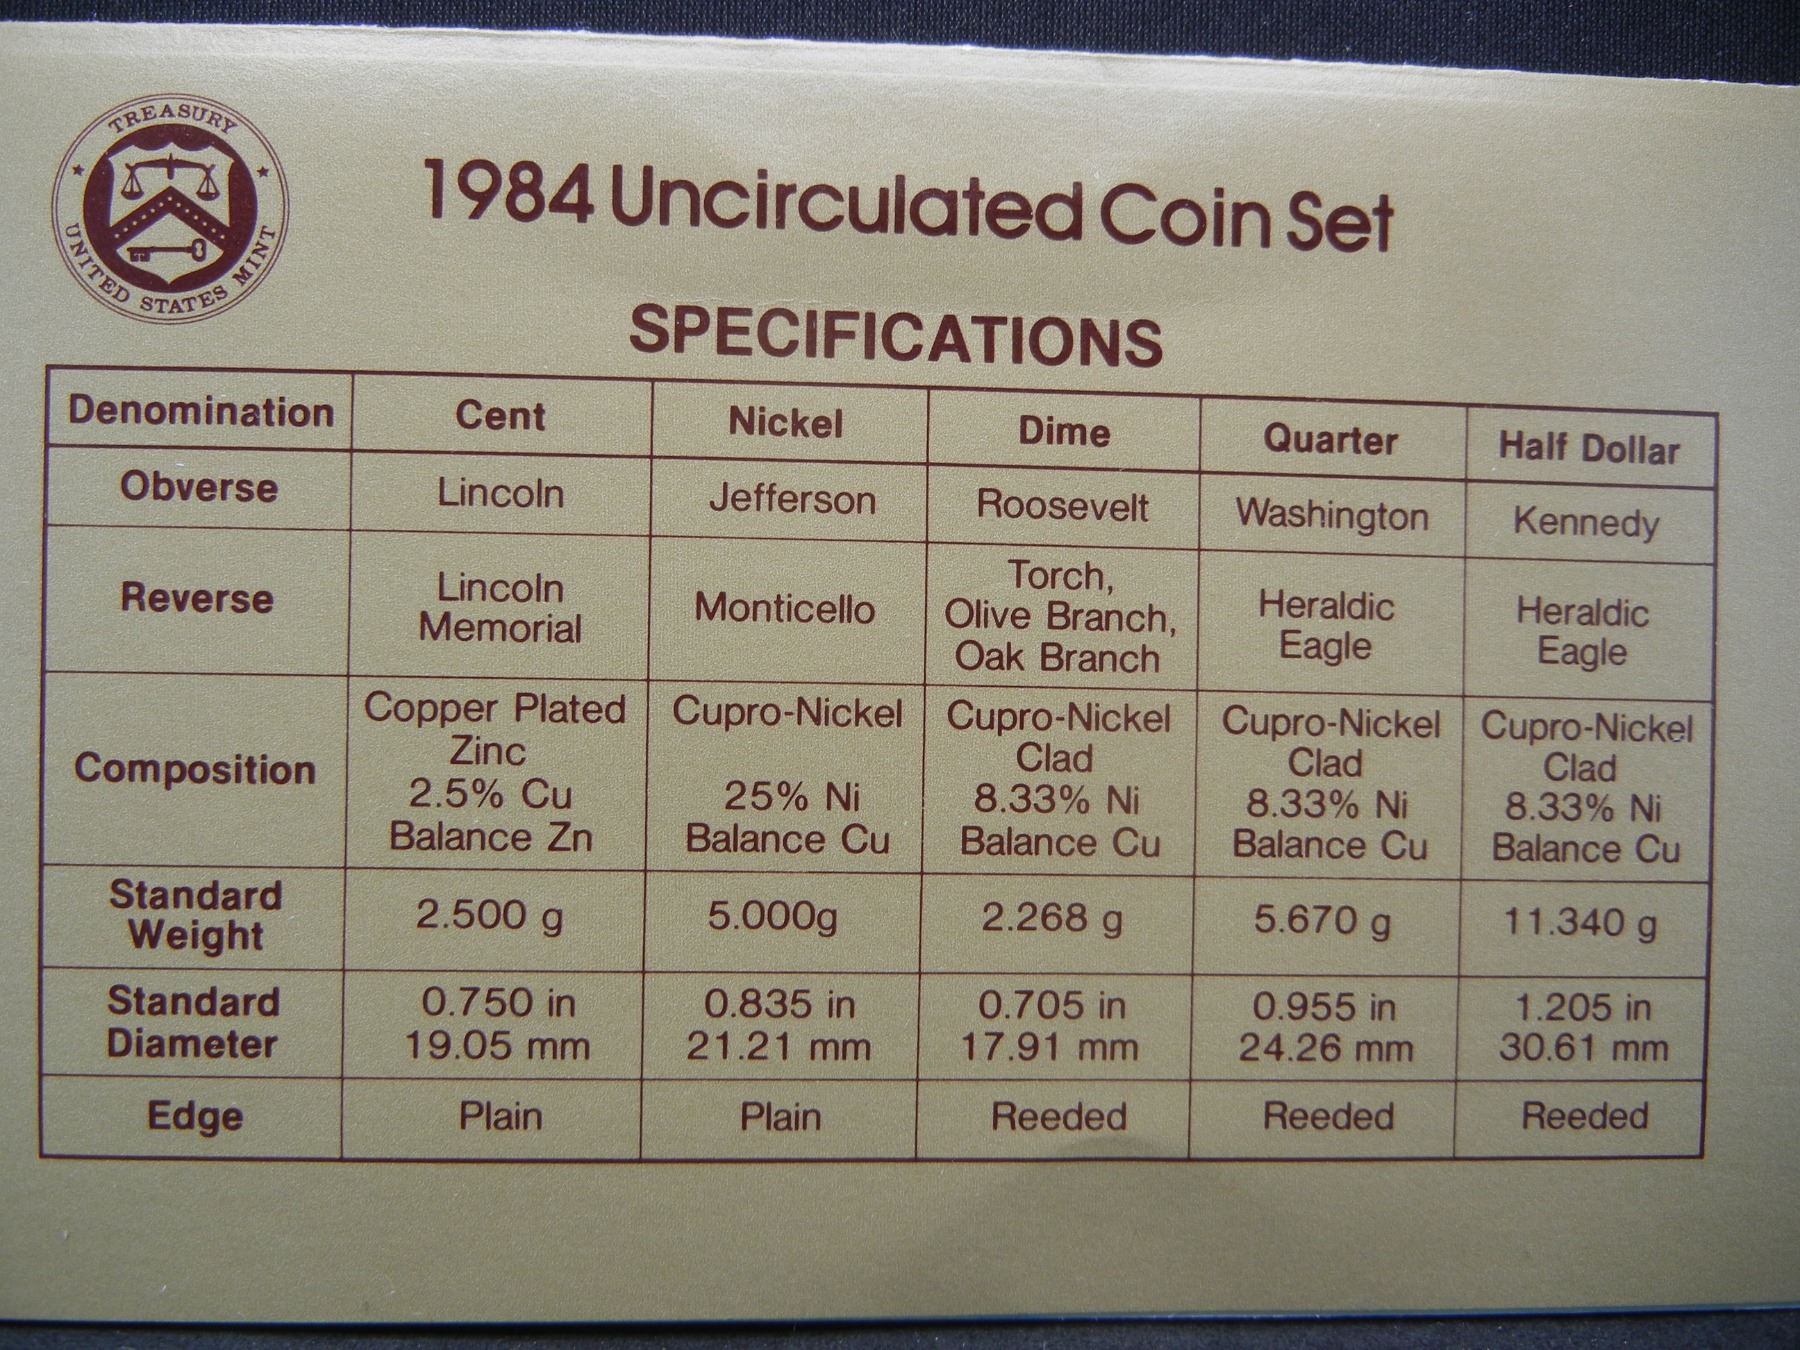 TREASURY
UNITED STATES MINT
1984 Uncirculated Coin Set
SPECIFICATIONS
Denomination Cent Nickel Dime Quarter Half Dollar
Obverse Lincoln Jefferson Roosevelt Washington Kennedy
Reverse Lincoln Memorial Monticello Torch, Olive Branch, Oak Branch Heraldic Eagle Heraldic Eagle
Composition Copper Plated Zinc 2.5% Cu Balance Zn Cupro-Nickel 25% Ni Balance Cu Cupro-Nickel Clad 8.33% Ni Balance Cu Cupro-Nickel Clad 8.33% Ni Balance Cu Cupro-Nickel Clad 8.33% Ni Balance Cu
Standard Weight 2.500 g 5.000g 2.268 g 5.670 g 11.340 g
Standard Diameter 0.750 in 19.05 mm 0.835 in 21.21 mm 0.705 in 17.91 mm 0.955 in 24.26 mm 1.205 in 30.61 mm
Edge Plain Plain Reeded Reeded Reeded